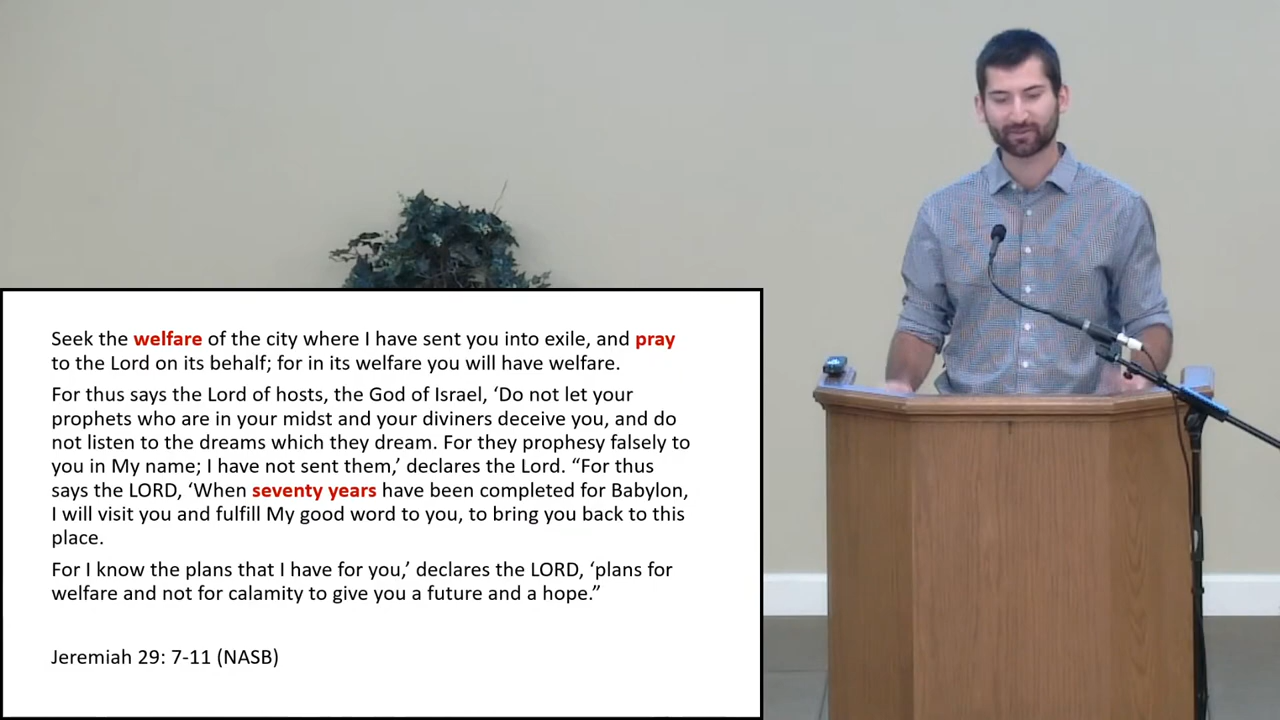 Seek the welfare of the city where I have sent you into exile, and pray
to the Lord on its behalf; for in its welfare you will have welfare.
For thus says the Lord of hosts, the God of Israel, ‘Do not let your
prophets who are in your midst and your diviners deceive you, and do
not listen to the dreams which they dream. For they prophesy falsely to
you in My name; I have not sent them,’ declares the Lord. “For thus
says the LORD, ‘When seventy years have been completed for Babylon,
I will visit you and fulfill My good word to you, to bring you back to this
place.
For I know the plans that I have for you,’ declares the LORD, ‘plans for
welfare and not for calamity to give you a future and a hope.”
Jeremiah 29: 7-11 (NASB)